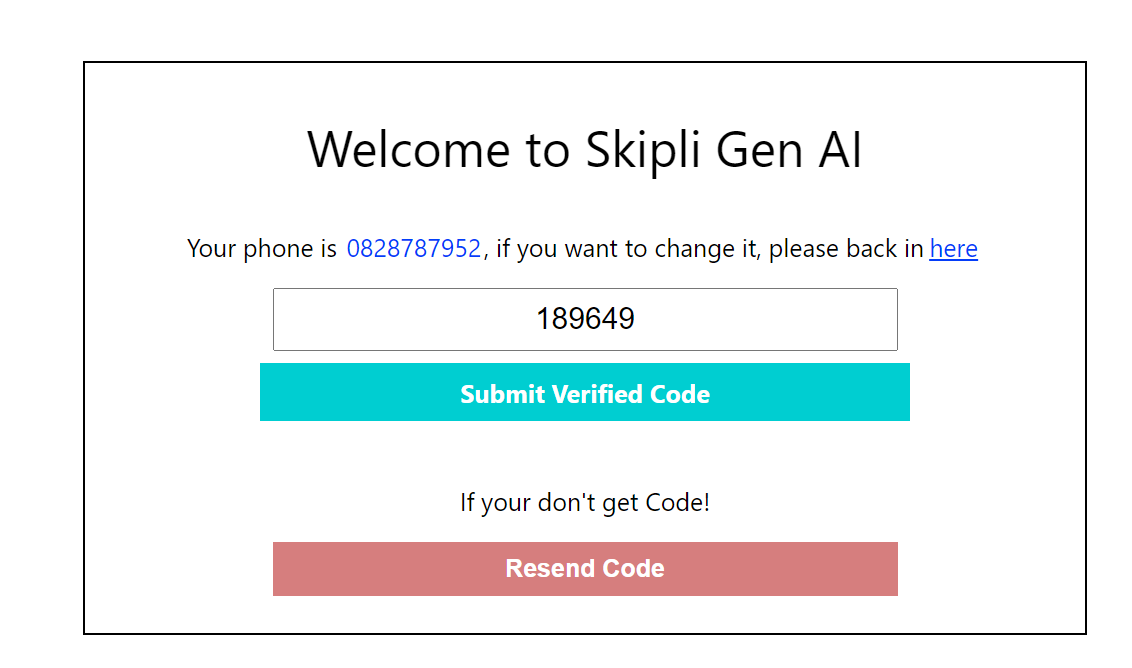 Welcome to Skipli Gen AI
Your phone is 0828787952, if you want to change it, please back in here
189649
Submit Verified Code
If your don't get Code!
Resend Code